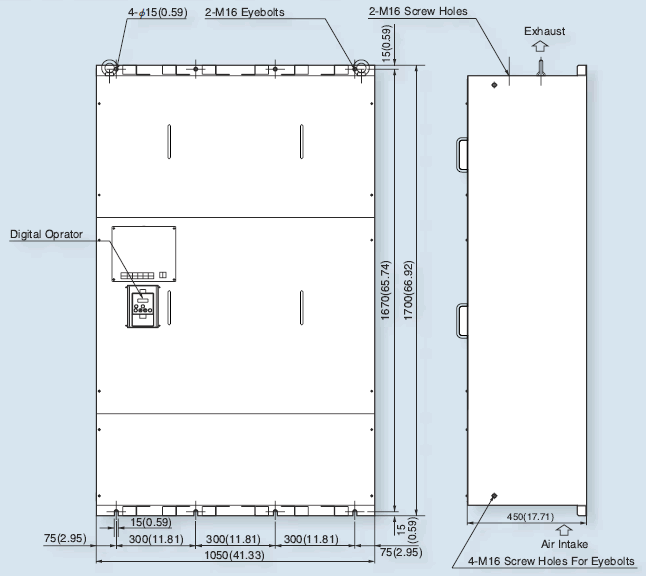 4-ϕ15(0.59)
2-M16 Eyebolts
15(0.59)
2-M16 Screw Holes
Exhaust
Digital Oprator
1670(65.74)
1700(66.92)
15(0.59)
15
(0.59)
450(17.71)
75(2.95)
300(11.81)
300(11.81)
300(11.81)
75(2.95)
1050(41.33)
Air Intake
4-M16 Screw Holes For Eyebolts